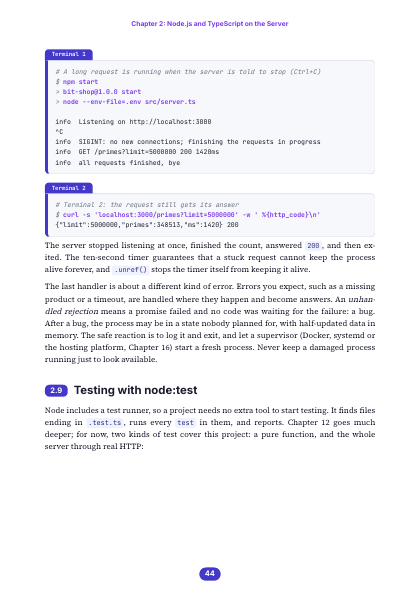 Chapter 2: Node.js and TypeScript on the Server
Terminal 1
# A long request is running when the server is told to stop (Ctrl+C)
$ npm start
> bit-shop@1.0.0 start
> node --env-file=.env src/server.ts
info  Listening on http://localhost:3000
^C
info  SIGINT: no new connections; finishing the requests in progress
info  GET /primes?limit=5000000 200 1420ms
info  all requests finished, bye
Terminal 2
# Terminal 2: the request still gets its answer
$ curl -s 'localhost:3000/primes?limit=5000000' -w ' %{http_code}\n'
{"limit":5000000,"primes":348513,"ms":1420} 200
The server stopped listening at once, finished the count, answered 200, and then ex-
ited. The ten-second timer guarantees that a stuck request cannot keep the process
alive forever, and .unref() stops the timer itself from keeping it alive.
The last handler is about a different kind of error. Errors you expect, such as a missing
product or a timeout, are handled where they happen and become answers. An unhan-
dled rejection means a promise failed and no code was waiting for the failure: a bug.
After a bug, the process may be in a state nobody planned for, with half-updated data in
memory. The safe reaction is to log it and exit, and let a supervisor (Docker, systemd or
the hosting platform, Chapter 16) start a fresh process. Never keep a damaged process
running just to look available.
2.9 Testing with node:test
Node includes a test runner, so a project needs no extra tool to start testing. It finds files
ending in .test.ts, runs every test in them, and reports. Chapter 12 goes much
deeper; for now, two kinds of test cover this project: a pure function, and the whole
server through real HTTP:
44